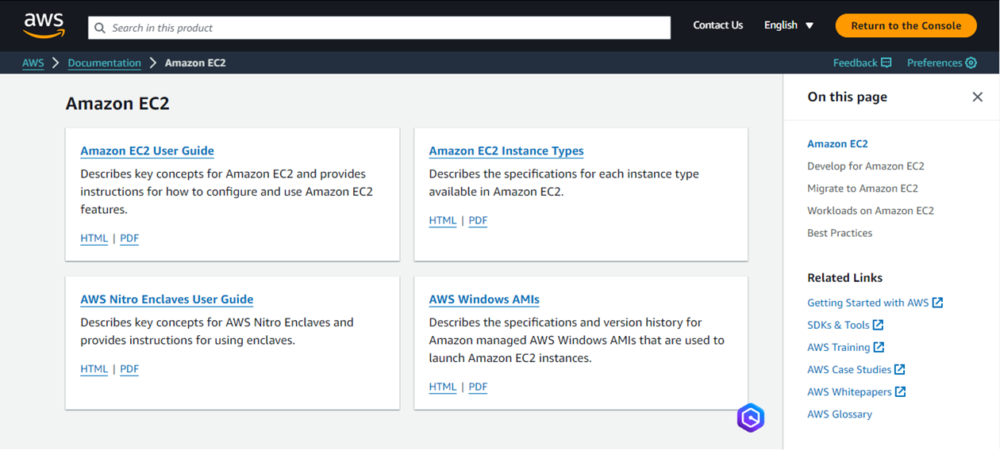 aws
Search in this product
Contact Us
English
Return to the Console
AWS
Documentation
Amazon EC2
Feedback
Preferences
Amazon EC2
Amazon EC2 User Guide
Describes key concepts for Amazon EC2 and provides
instructions for how to configure and use Amazon EC2
features.
HTML | PDF
Amazon EC2 Instance Types
Describes the specifications for each instance type
available in Amazon EC2.
HTML | PDF
AWS Nitro Enclaves User Guide
Describes key concepts for AWS Nitro Enclaves and
provides instructions for using enclaves.
HTML | PDF
AWS Windows AMIs
Describes the specifications and version history for
Amazon managed AWS Windows AMIs that are used to
launch Amazon EC2 instances.
HTML | PDF
On this page
Amazon EC2
Develop for Amazon EC2
Migrate to Amazon EC2
Workloads on Amazon EC2
Best Practices
Related Links
Getting Started with AWS
SDKs & Tools
AWS Training
AWS Case Studies
AWS Whitepapers
AWS Glossary